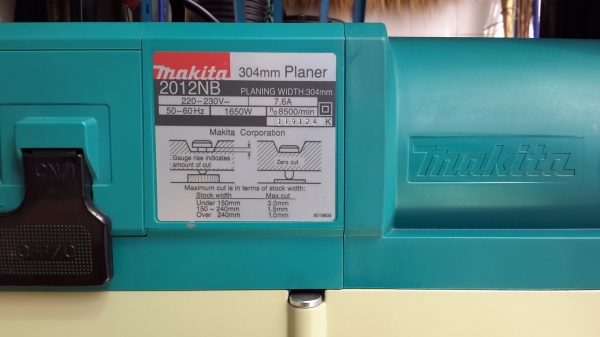 makita 304mm Planer
2012NB PLANING WIDTH:304mm
220-230V~ 7.6A
50-60Hz 1650W n₀8500/min
119124 K
Makita Corporation
Gauge rise indicates
amount of cut
Zero cut
Maximum cut is in terms of stock width:
Stock width Max.cut
Under 150mm 3.0mm
150-240mm 1.5mm
Over 240mm 1.0mm
makita
ON/I
OFF/O